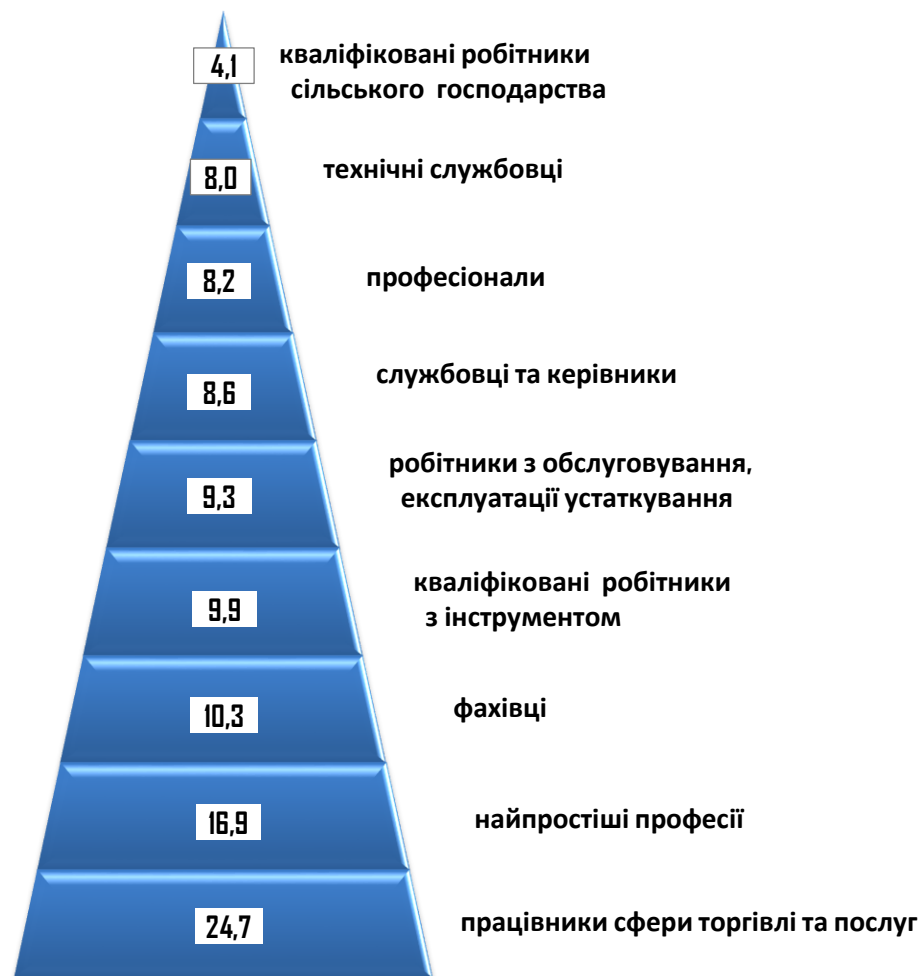 4,1
кваліфіковані робітники
сільського господарства
8,0
технічні службовці
8,2
професіонали
8,6
службовці та керівники
9,3
робітники з обслуговування,
експлуатації устаткування
9,9
кваліфіковані робітники
з інструментом
10,3
фахівці
16,9
найпростіші професії
24,7
працівники сфери торгівлі та послуг